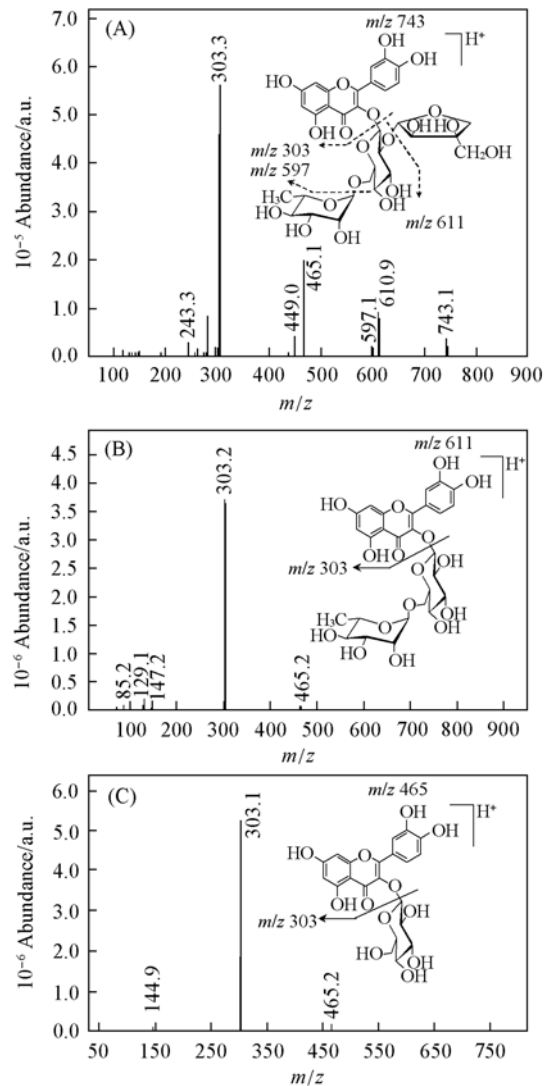 (A)
10⁻⁵ Abundance/a.u.
7.0
6.0
5.0
4.0
3.0
2.0
1.0
0.0
303.3
243.3
449.0
465.1
597.1
610.9
743.1
m/z 743
H⁺
OH
OH
HO
O
O
O
OH O
O
O
OHHO
CH₂OH
m/z 303
m/z 597
O
OH
OH
H₃C
O
HO
HO
OH
m/z 611
100 200 300 400 500 600 700 800 900
m/z
(B)
10⁻⁶ Abundance/a.u.
4.5
4.0
3.5
3.0
2.5
2.0
1.5
1.0
0.5
0.0
85.2
129.1
147.2
303.2
465.2
m/z 611
H⁺
OH
OH
HO
O
O
OH O
OH
m/z 303
O
O
OH
HO
H₃C
O
HO
HO
OH
100 200 300 400 500 600 700 800 900
m/z
(C)
10⁻⁶ Abundance/a.u.
6.0
5.0
4.0
3.0
2.0
1.0
0.0
144.9
303.1
465.2
m/z 465
H⁺
OH
OH
HO
O
O
OH O
OH
m/z 303
O
HO
OH
OH
50 150 250 350 450 550 650 750
m/z